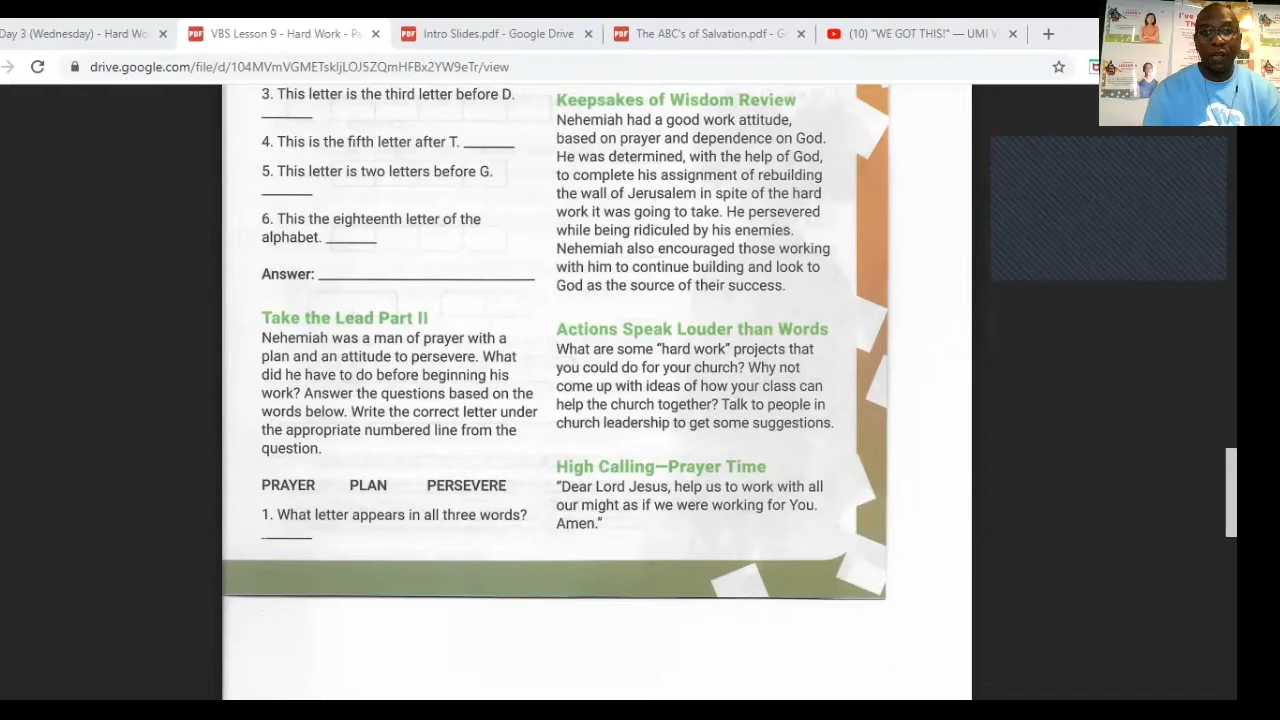 Day 3 (Wednesday) - Hard Wo
VBS Lesson 9 - Hard Work - Pa
Intro Slides.pdf - Google Drive
The ABC's of Salvation.pdf - G
(10) "WE GOT THIS!" — UMI V
drive.google.com/file/d/104MVmVGMETskIjLOJ5ZQmHFBx2YW9eTr/view
3. This letter is the third letter before D.
4. This is the fifth letter after T.
5. This letter is two letters before G.
6. This the eighteenth letter of the
alphabet.
Answer:
Take the Lead Part II
Nehemiah was a man of prayer with a
plan and an attitude to persevere. What
did he have to do before beginning his
work? Answer the questions based on the
words below. Write the correct letter under
the appropriate numbered line from the
question.
PRAYER PLAN PERSEVERE
1. What letter appears in all three words?
Keepsakes of Wisdom Review
Nehemiah had a good work attitude,
based on prayer and dependence on God.
He was determined, with the help of God,
to complete his assignment of rebuilding
the wall of Jerusalem in spite of the hard
work it was going to take. He persevered
while being ridiculed by his enemies.
Nehemiah also encouraged those working
with him to continue building and look to
God as the source of their success.
Actions Speak Louder than Words
What are some “hard work” projects that
you could do for your church? Why not
come up with ideas of how your class can
help the church together? Talk to people in
church leadership to get some suggestions.
High Calling—Prayer Time
“Dear Lord Jesus, help us to work with all
our might as if we were working for You.
Amen.”